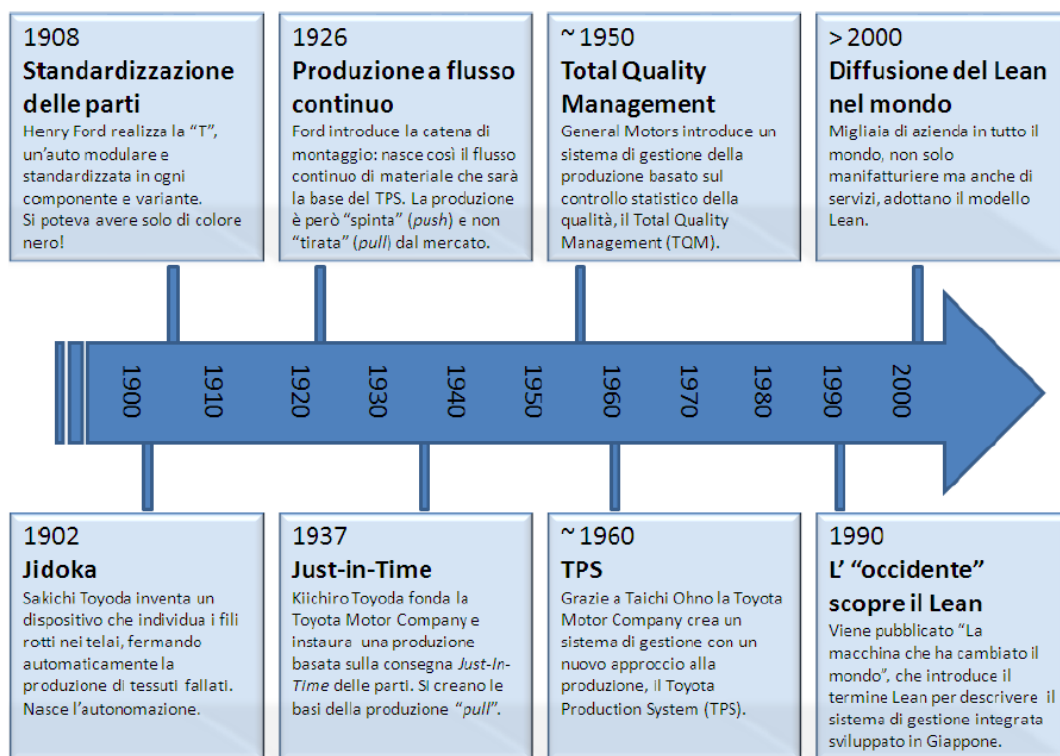 1908
Standardizzazione
delle parti
Henry Ford realizza la “T”,
un’auto modulare e
standardizzata in ogni
componente e variante.
Si poteva avere solo di colore
nero!
1926
Produzione a flusso
continuo
Ford introduce la catena di
montaggio: nasce così il flusso
continuo di materiale che sarà
la base del TPS. La produzione
è però “spinta” (push) e non
“tirata” (pull) dal mercato.
~ 1950
Total Quality
Management
General Motors introduce un
sistema di gestione della
produzione basato sul
controllo statistico della
qualità, il Total Quality
Management (TQM).
> 2000
Diffusione del Lean
nel mondo
Migliaia di azienda in tutto il
mondo, non solo
manifatturiere ma anche di
servizi, adottano il modello
Lean.
1900
1910
1920
1930
1940
1950
1960
1970
1980
1990
2000
1902
Jidoka
Sakichi Toyoda inventa un
dispositivo che individua i fili
rotti nei telai, fermando
automaticamente la
produzione di tessuti fallati.
Nasce l’autonomazione.
1937
Just-in-Time
Kiichiro Toyoda fonda la
Toyota Motor Company e
instaura una produzione
basata sulla consegna Just-In-
Time delle parti. Si creano le
basi della produzione “pull”.
~ 1960
TPS
Grazie a Taichi Ohno la Toyota
Motor Company crea un
sistema di gestione con un
nuovo approccio alla
produzione, il Toyota
Production System (TPS).
1990
L’ “occidente”
scopre il Lean
Viene pubblicato “La
macchina che ha cambiato il
mondo”, che introduce il
termine Lean per descrivere il
sistema di gestione integrata
sviluppato in Giappone.